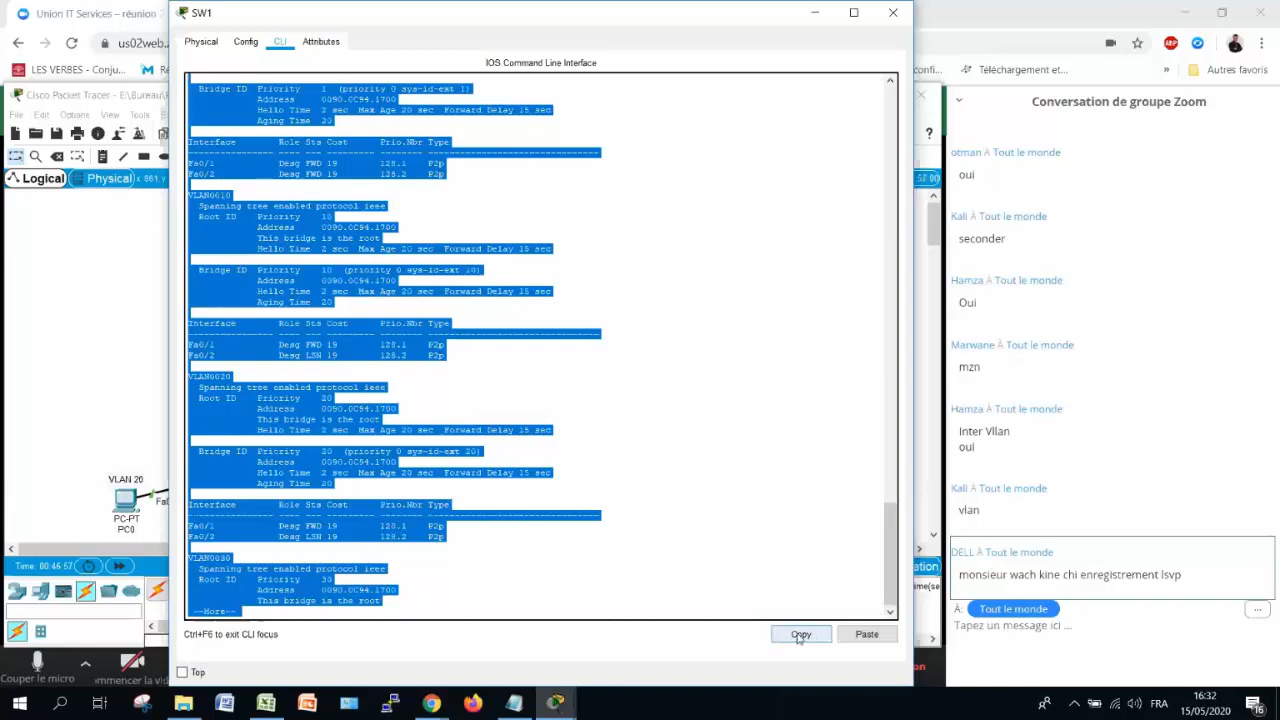 Union IT Services -
SW1
Physical Config CLI Attributes
IOS Command Line Interface
us02web.
LES VERBES - Conju...
Téléchargement et...
»
Autres favoris
Cisco Packet Tracer - E:\Bureau\
File Edit Options View Tools
Logical Physical x 861,y
Bridge ID Priority 1 (priority 0 sys-id-ext 1)
Address 0090.0C94.1700
Hello Time 2 sec Max Age 20 sec Forward Delay 15 sec
Aging Time 20
Interface Role Sts Cost Prio.Nbr Type
---------------- ---- --- --------- -------- --------------------------------
Fa0/1 Desg FWD 19 128.1 P2p
Fa0/2 Desg FWD 19 128.2 P2p
VLAN0010
Spanning tree enabled protocol ieee
Root ID Priority 10
Address 0090.0C94.1700
This bridge is the root
Hello Time 2 sec Max Age 20 sec Forward Delay 15 sec
Bridge ID Priority 10 (priority 0 sys-id-ext 10)
Address 0090.0C94.1700
Hello Time 2 sec Max Age 20 sec Forward Delay 15 sec
Aging Time 20
Interface Role Sts Cost Prio.Nbr Type
---------------- ---- --- --------- -------- --------------------------------
Fa0/1 Desg FWD 19 128.1 P2p
Fa0/2 Desg LSN 19 128.2 P2p
VLAN0020
Spanning tree enabled protocol ieee
Root ID Priority 20
Address 0090.0C94.1700
This bridge is the root
Hello Time 2 sec Max Age 20 sec Forward Delay 15 sec
Bridge ID Priority 20 (priority 0 sys-id-ext 20)
Address 0090.0C94.1700
Hello Time 2 sec Max Age 20 sec Forward Delay 15 sec
Aging Time 20
Interface Role Sts Cost Prio.Nbr Type
---------------- ---- --- --------- -------- --------------------------------
Fa0/1 Desg FWD 19 128.1 P2p
Fa0/2 Desg LSN 19 128.2 P2p
VLAN0030
Spanning tree enabled protocol ieee
Root ID Priority 30
Address 0090.0C94.1700
This bridge is the root
--More--
Ctrl+F6 to exit CLI focus
Copy Paste
Top
VLAN 20
PC-PT
PC0
Time: 00:46:57
Couper le micro
Conversation de groupe Zoom
otman À Tout le monde
oui
Kali À Tout le monde
seconder
Hamza À Tout le monde
Oui
Marwane À Tout le monde
mzn
Hamza À Tout le monde
Inter Vllan
oui
Kali À Tout le monde
vlan
DELL À Tout le monde
monsieur wach kine chi enregistrement lsvp
À: Tout le monde ...
Tapez un message ici ...
FRA
16:32
15/05/2020
16